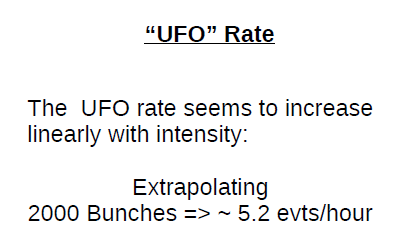 “UFO” Rate
The  UFO rate seems to increase
linearly with intensity:
Extrapolating
2000 Bunches => ~ 5.2 evts/hour